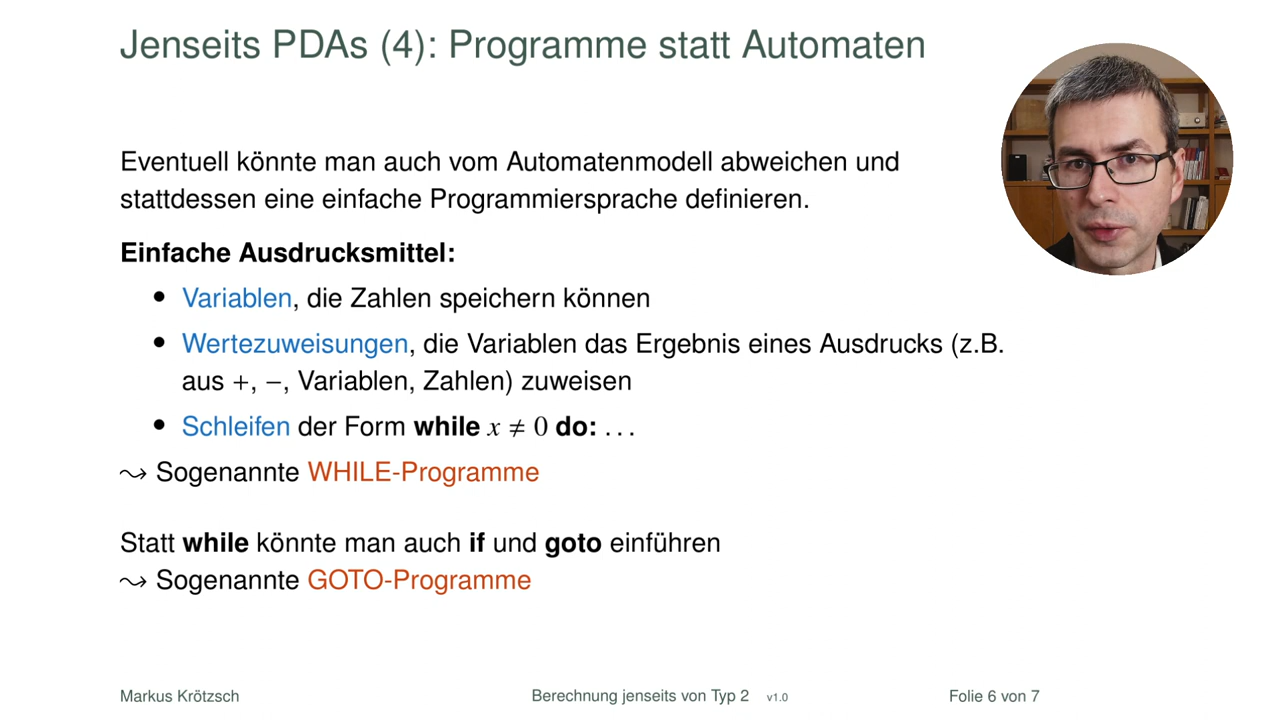 Jenseits PDAs (4): Programme statt Automaten
Eventuell könnte man auch vom Automatenmodell abweichen und
stattdessen eine einfache Programmiersprache definieren.
Einfache Ausdrucksmittel:
• Variablen, die Zahlen speichern können
• Wertezuweisungen, die Variablen das Ergebnis eines Ausdrucks (z.B.
aus +, −, Variablen, Zahlen) zuweisen
• Schleifen der Form while x ≠ 0 do: . . .
⤳ Sogenannte WHILE-Programme
Statt while könnte man auch if und goto einführen
⤳ Sogenannte GOTO-Programme
Markus Krötzsch Berechnung jenseits von Typ 2 v1.0 Folie 6 von 7